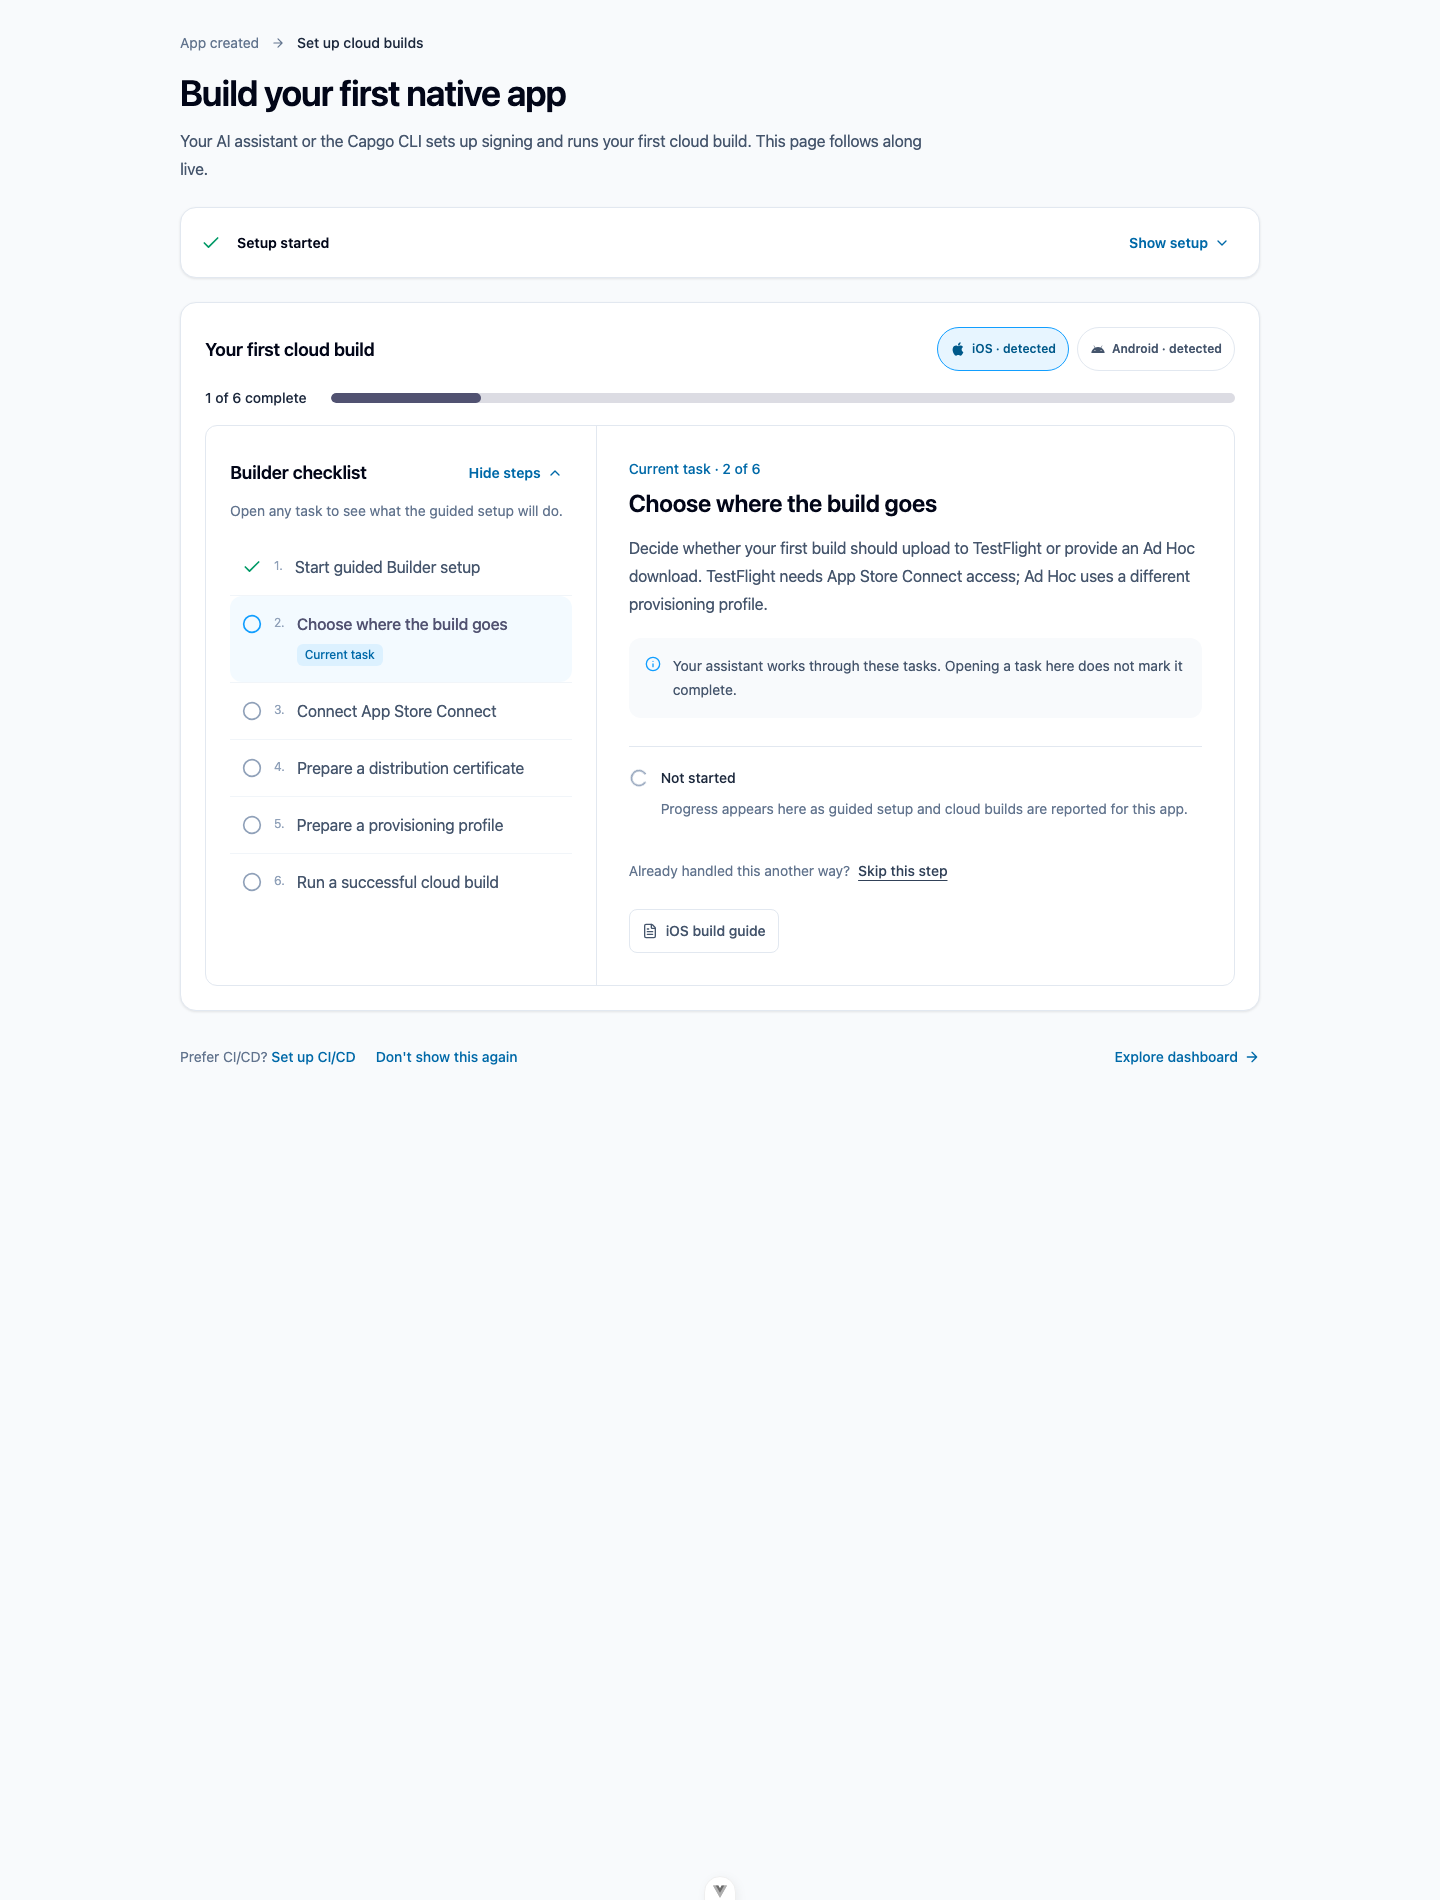 App created
Set up cloud builds
Build your first native app
Your AI assistant or the Capgo CLI sets up signing and runs your first cloud build. This page follows along
live.
Setup started
Show setup
Your first cloud build
iOS · detected
Android · detected
1 of 6 complete
Builder checklist
Hide steps
Open any task to see what the guided setup will do.
1. Start guided Builder setup
2. Choose where the build goes
Current task
3. Connect App Store Connect
4. Prepare a distribution certificate
5. Prepare a provisioning profile
6. Run a successful cloud build
Current task · 2 of 6
Choose where the build goes
Decide whether your first build should upload to TestFlight or provide an Ad Hoc
download. TestFlight needs App Store Connect access; Ad Hoc uses a different
provisioning profile.
Your assistant works through these tasks. Opening a task here does not mark it
complete.
Not started
Progress appears here as guided setup and cloud builds are reported for this app.
Already handled this another way? Skip this step
iOS build guide
Prefer CI/CD? Set up CI/CD
Don't show this again
Explore dashboard